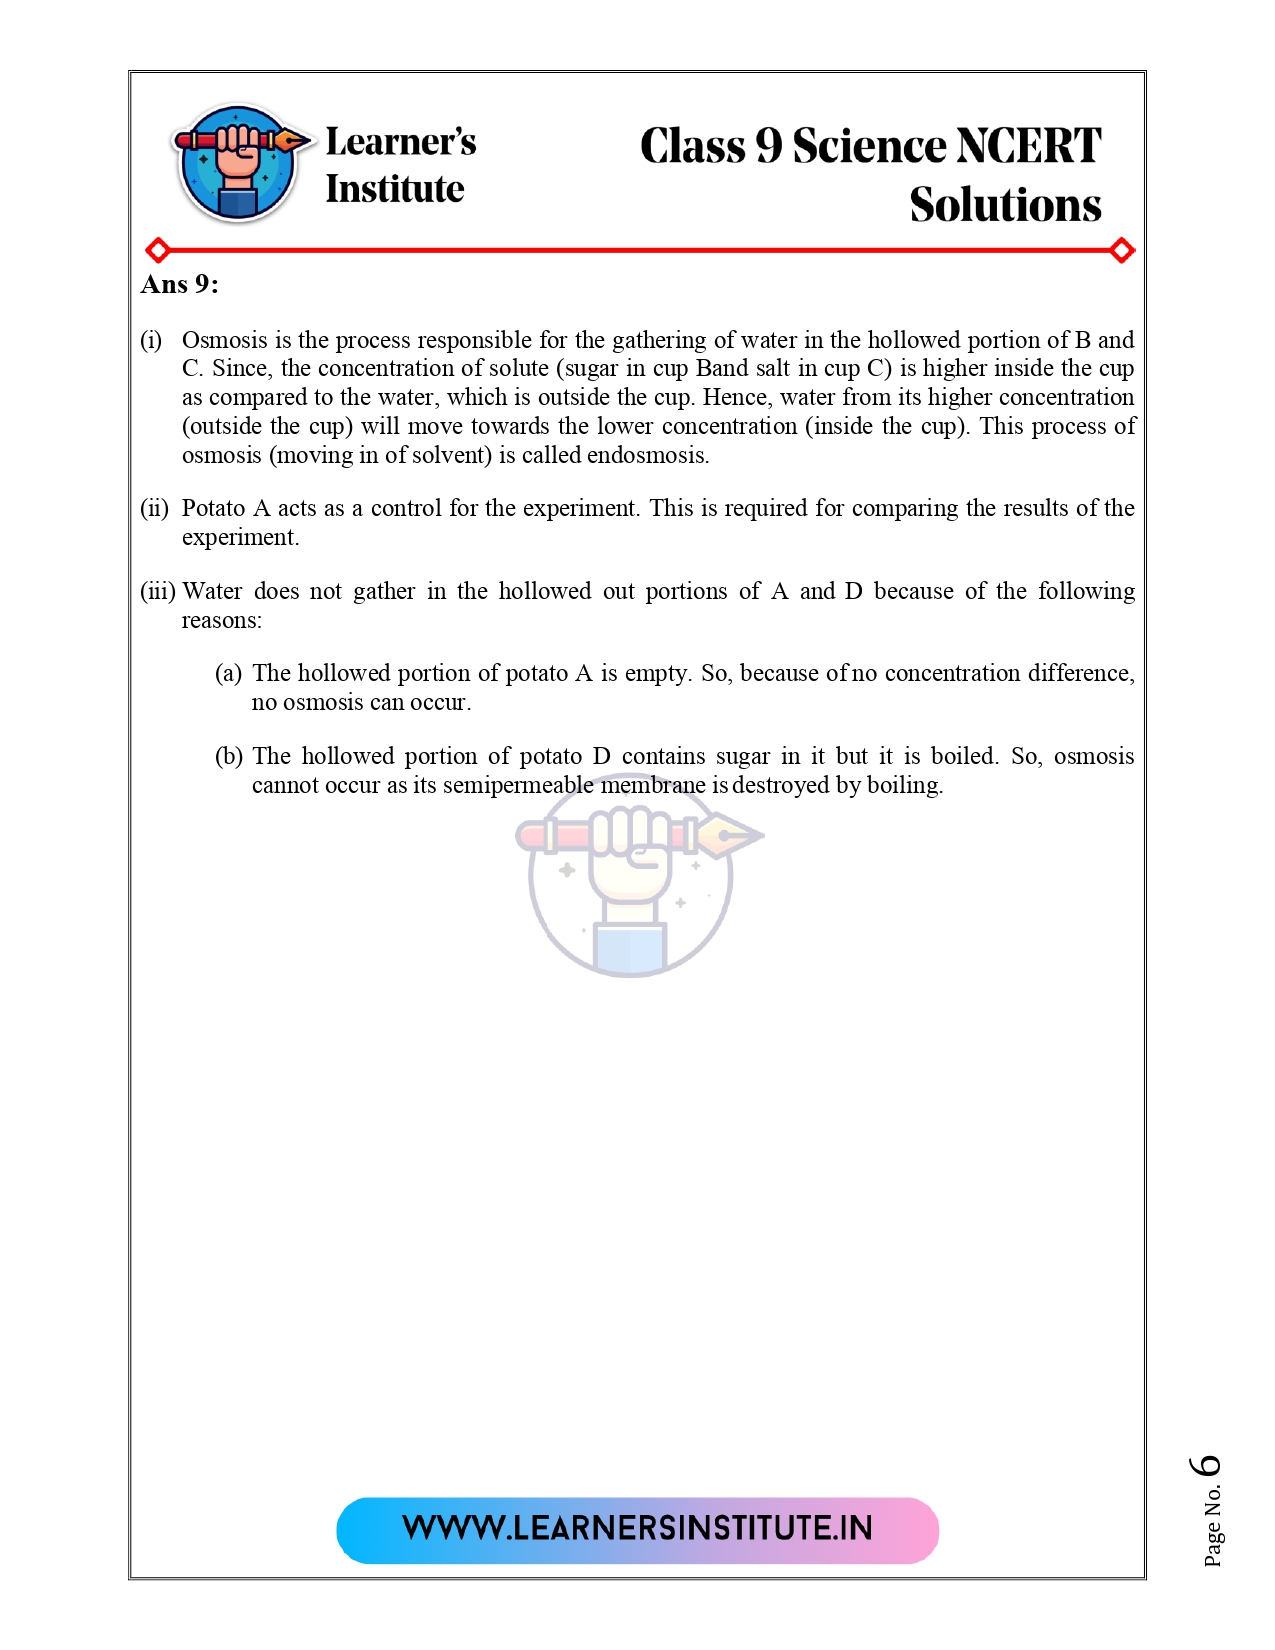 Learner's
Institute
Class 9 Science NCERT
Solutions
Ans 9:
(i) Osmosis is the process responsible for the gathering of water in the hollowed portion of B and
C. Since, the concentration of solute (sugar in cup Band salt in cup C) is higher inside the cup
as compared to the water, which is outside the cup. Hence, water from its higher concentration
(outside the cup) will move towards the lower concentration (inside the cup). This process of
osmosis (moving in of solvent) is called endosmosis.
(ii) Potato A acts as a control for the experiment. This is required for comparing the results of the
experiment.
(iii) Water does not gather in the hollowed out portions of A and D because of the following
reasons:
(a) The hollowed portion of potato A is empty. So, because of no concentration difference,
no osmosis can occur.
(b) The hollowed portion of potato D contains sugar in it but it is boiled. So, osmosis
cannot occur as its semipermeable membrane is destroyed by boiling.
WWW.LEARNERSINSTITUTE.IN
Page No. 6